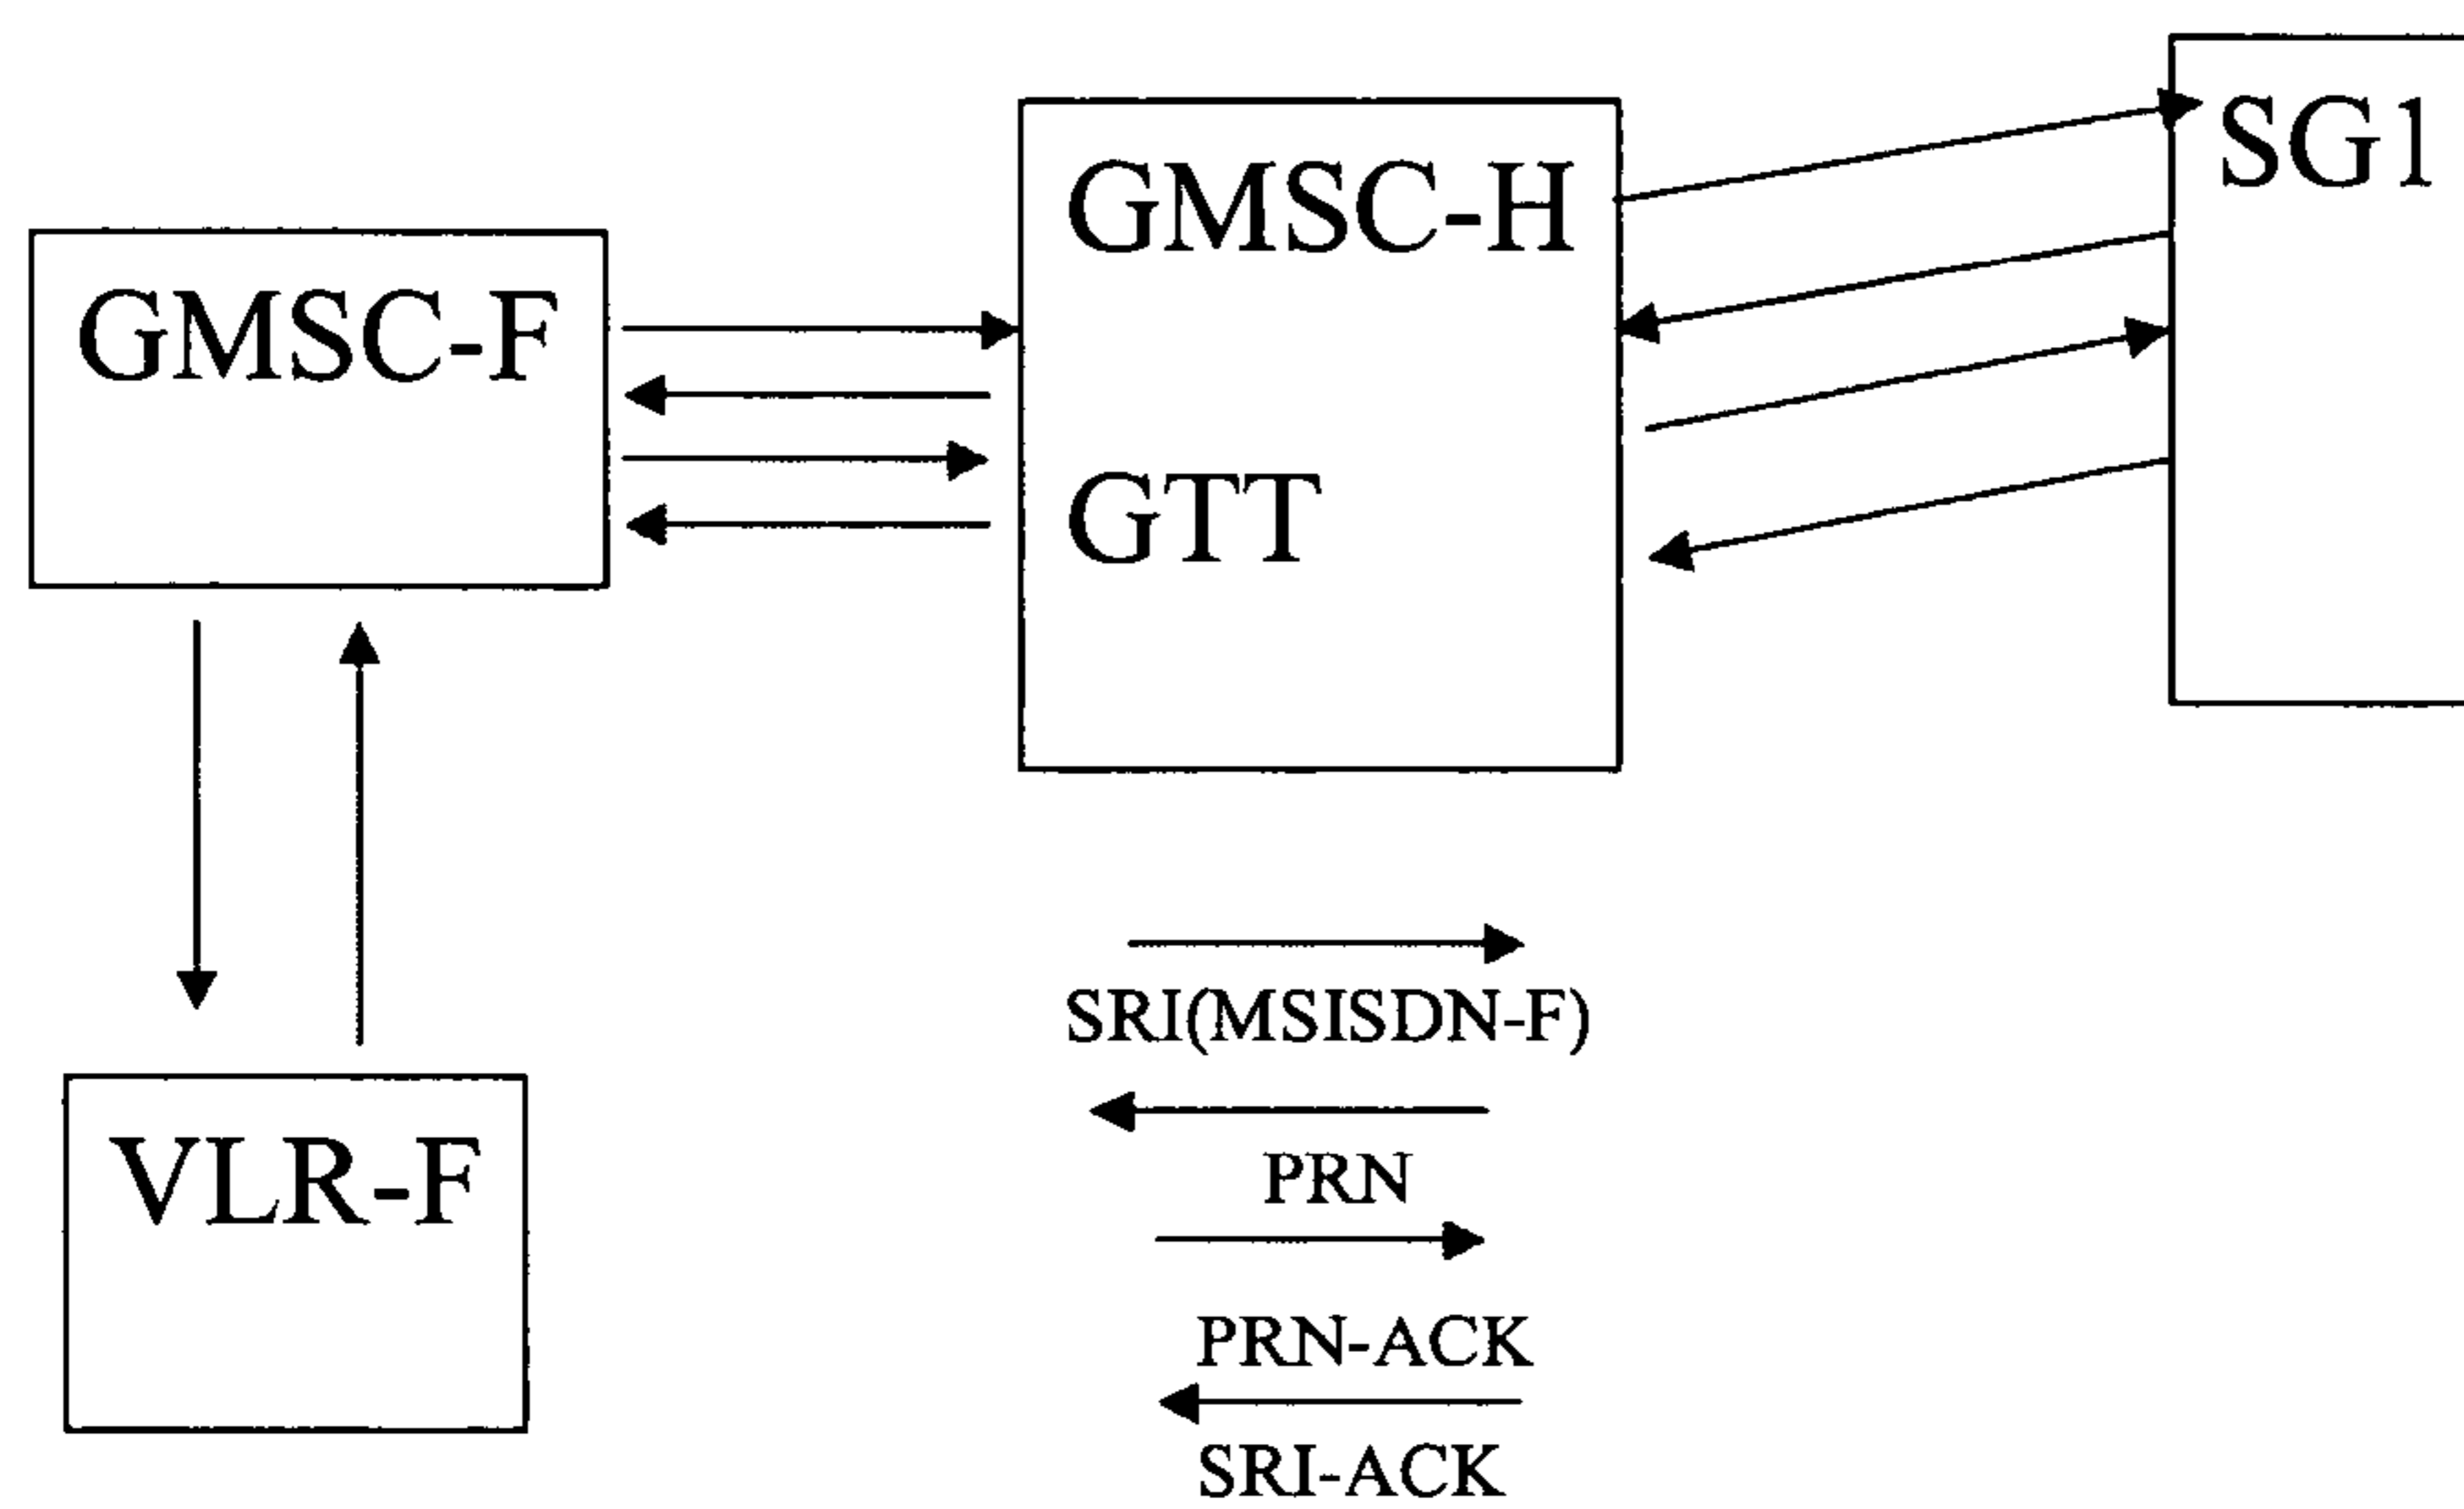 GMSC-F
GMSC-H
GTT
SG1
VLR-F
SRI(MSISDN-F)
PRN
PRN-ACK
SRI-ACK